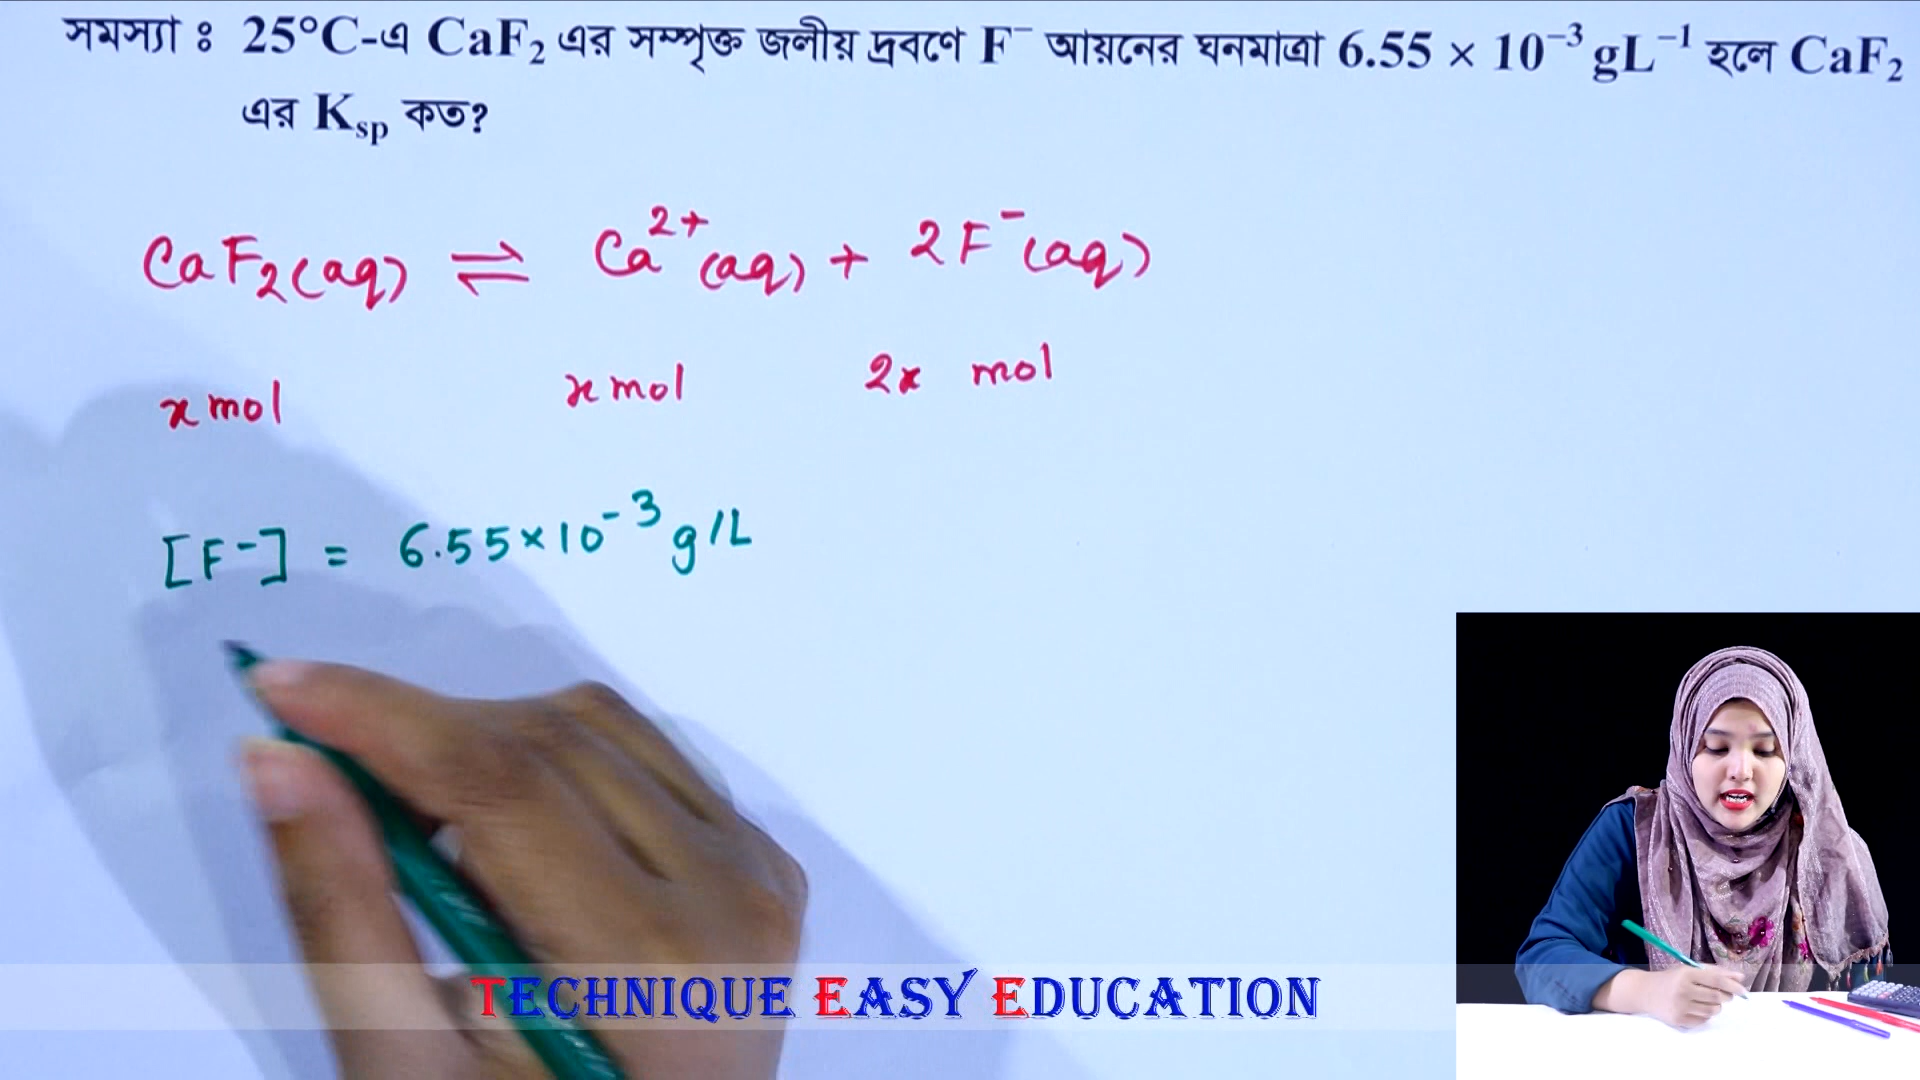 সমস্যা ঃ 25°C-এ CaF₂ এর সম্পৃক্ত জলীয় দ্রবণে F⁻ আয়নের ঘনমাত্রা 6.55 × 10⁻³ gL⁻¹ হলে CaF₂
এর Ksp কত?
CaF₂(aq) ⇌ Ca²⁺(aq) + 2F⁻(aq)
x mol x mol 2x mol
[F⁻] = 6.55×10⁻³ g/L
TECHNIQUE EASY EDUCATION